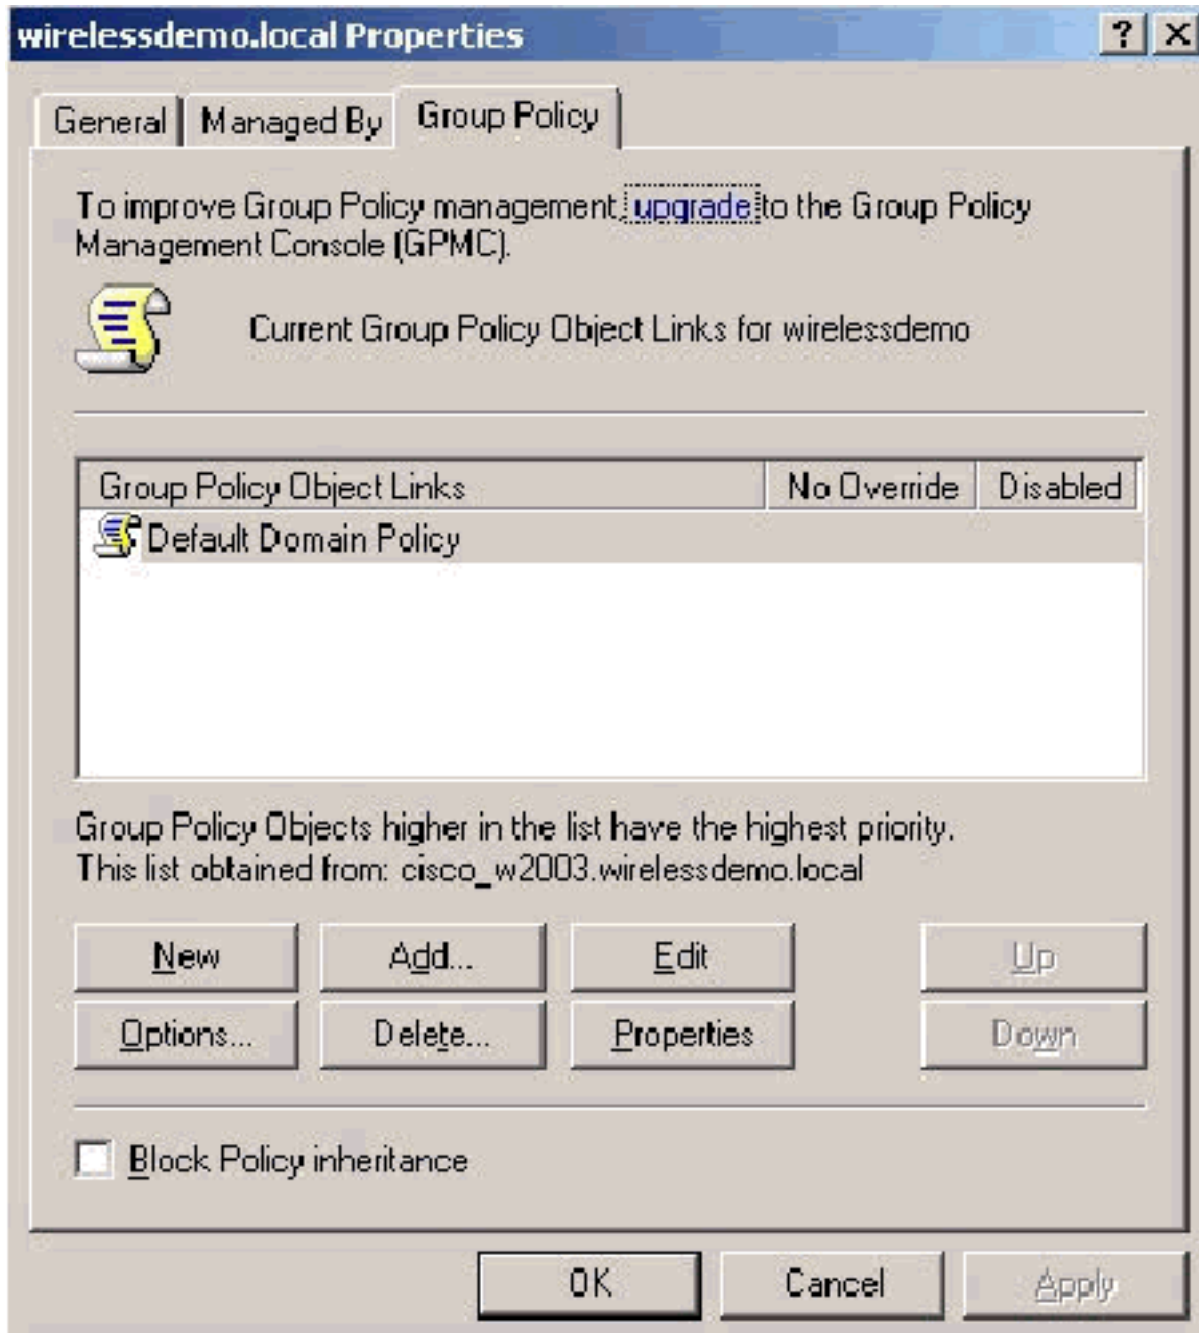 wirelessdemo.local Properties
? X
General Managed By Group Policy
To improve Group Policy management, upgrade to the Group Policy
Management Console (GPMC).
Current Group Policy Object Links for wirelessdemo
Group Policy Object Links No Override Disabled
Default Domain Policy
Group Policy Objects higher in the list have the highest priority.
This list obtained from: cisco_w2003.wirelessdemo.local
New Add... Edit Up
Options... Delete... Properties Down
Block Policy inheritance
OK Cancel Apply